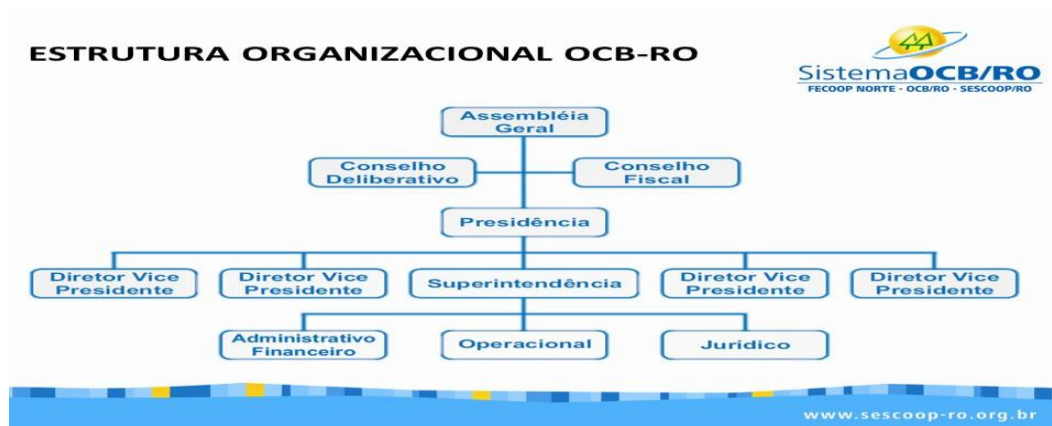 ESTRUTURA ORGANIZACIONAL OCB-RO
SistemaOCB/RO
FECOOP NORTE - OCB/RO - SESCOOP/RO
Assembléia
Geral
Conselho
Deliberativo
Conselho
Fiscal
Presidência
Diretor Vice
Presidente
Diretor Vice
Presidente
Superintendência
Diretor Vice
Presidente
Diretor Vice
Presidente
Administrativo
Financeiro
Operacional
Jurídico
www.sescoop-ro.org.br